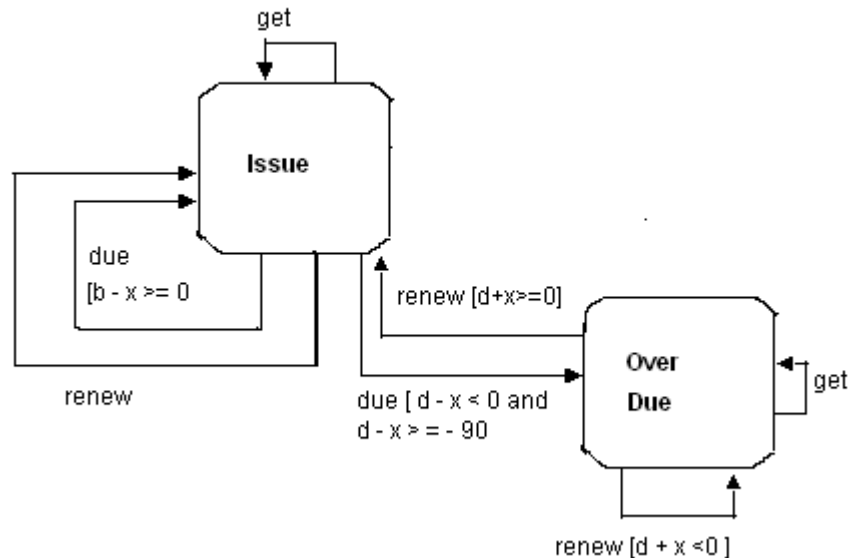 get
Issue
due
[b - x >= 0
renew [d+x>=0]
renew
due [ d - x < 0 and
d - x > = - 90
Over
Due
get
renew [d + x <0 ]